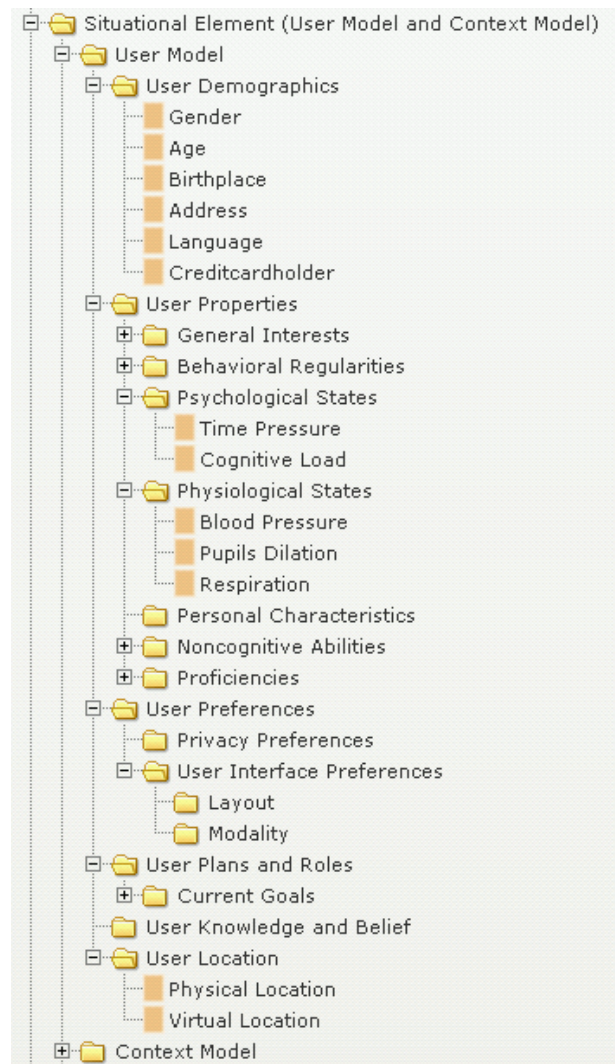 Situational Element (User Model and Context Model)
User Model
User Demographics
Gender
Age
Birthplace
Address
Language
Creditcardholder
User Properties
General Interests
Behavioral Regularities
Psychological States
Time Pressure
Cognitive Load
Physiological States
Blood Pressure
Pupils Dilation
Respiration
Personal Characteristics
Noncognitive Abilities
Proficiencies
User Preferences
Privacy Preferences
User Interface Preferences
Layout
Modality
User Plans and Roles
Current Goals
User Knowledge and Belief
User Location
Physical Location
Virtual Location
Context Model